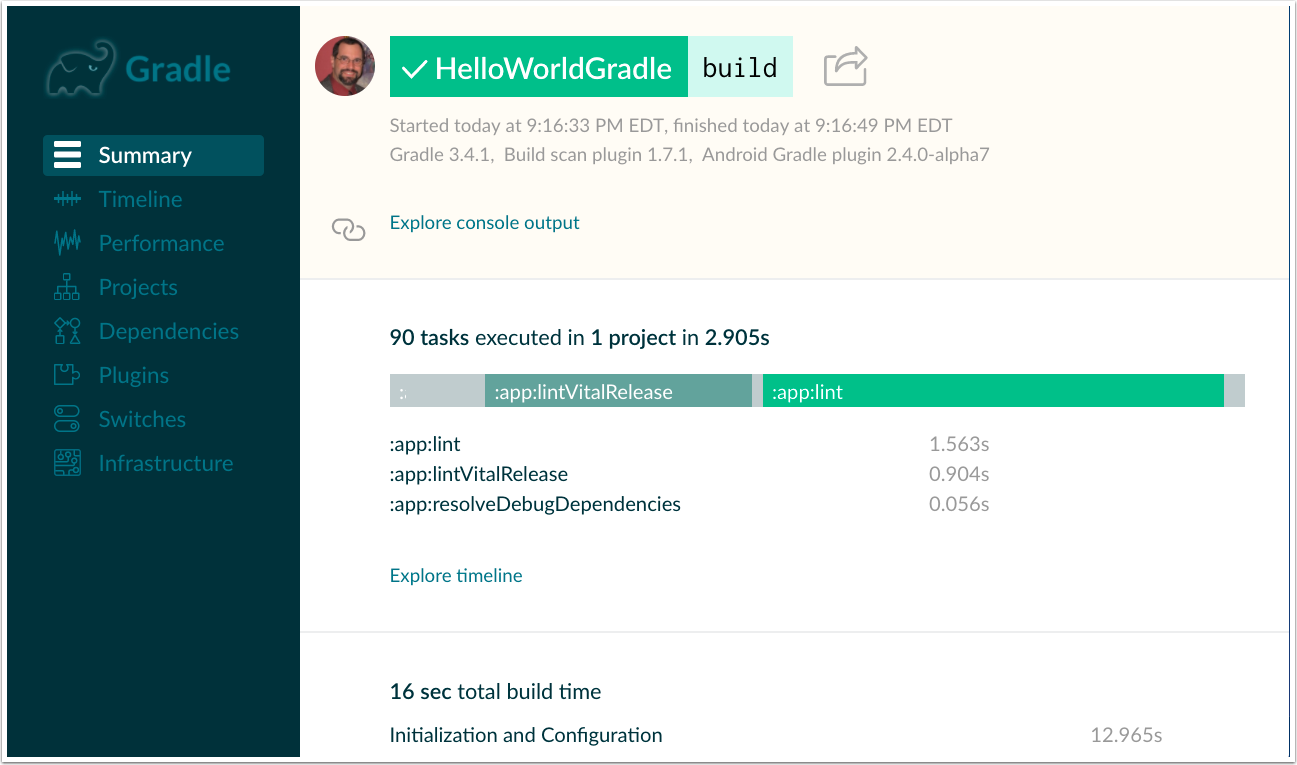 Gradle
Summary
Timeline
Performance
Projects
Dependencies
Plugins
Switches
Infrastructure
HelloWorldGradle build
Started today at 9:16:33 PM EDT, finished today at 9:16:49 PM EDT
Gradle 3.4.1, Build scan plugin 1.7.1, Android Gradle plugin 2.4.0-alpha7
Explore console output
90 tasks executed in 1 project in 2.905s
:app:lintVitalRelease :app:lint
:app:lint 1.563s
:app:lintVitalRelease 0.904s
:app:resolveDebugDependencies 0.056s
Explore timeline
16 sec total build time
Initialization and Configuration 12.965s